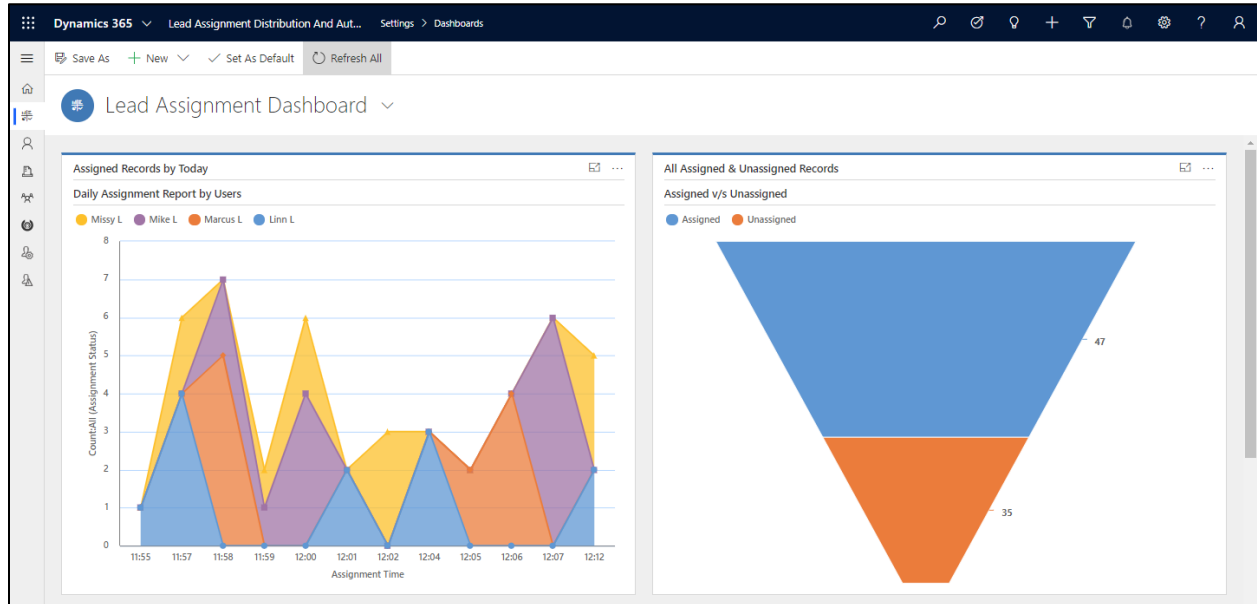 Dynamics 365 Lead Assignment Distribution And Aut... Settings > Dashboards
Save As New Set As Default Refresh All
Lead Assignment Dashboard
Assigned Records by Today
Daily Assignment Report by Users
Missy L Mike L Marcus L Linn L
8
7
6
5
4
3
2
1
0
Count:All (Assignment Status)
11:55 11:57 11:58 11:59 12:00 12:01 12:02 12:04 12:05 12:06 12:07 12:12
Assignment Time
All Assigned & Unassigned Records
Assigned v/s Unassigned
Assigned Unassigned
47
35